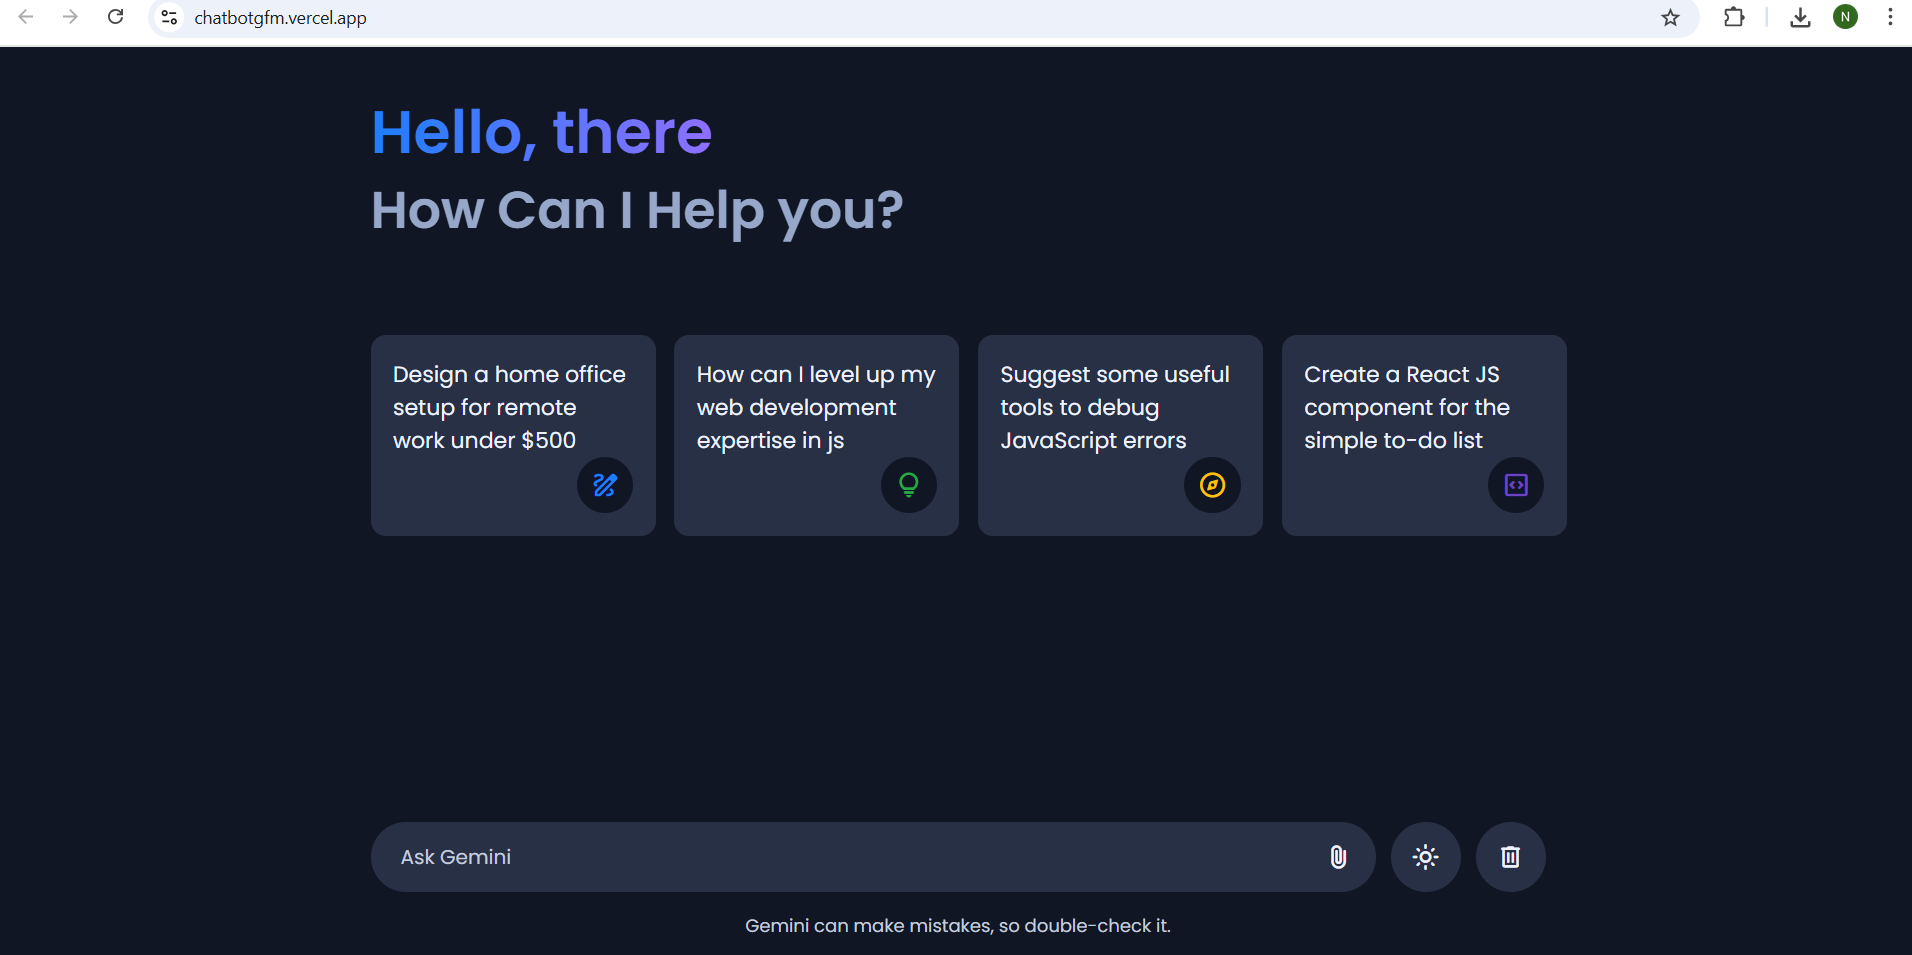 chatbotgfm.vercel.app
N
Hello, there
How Can I Help you?
Design a home office
setup for remote
work under $500
How can I level up my
web development
expertise in js
Suggest some useful
tools to debug
JavaScript errors
Create a React JS
component for the
simple to-do list
Ask Gemini
Gemini can make mistakes, so double-check it.